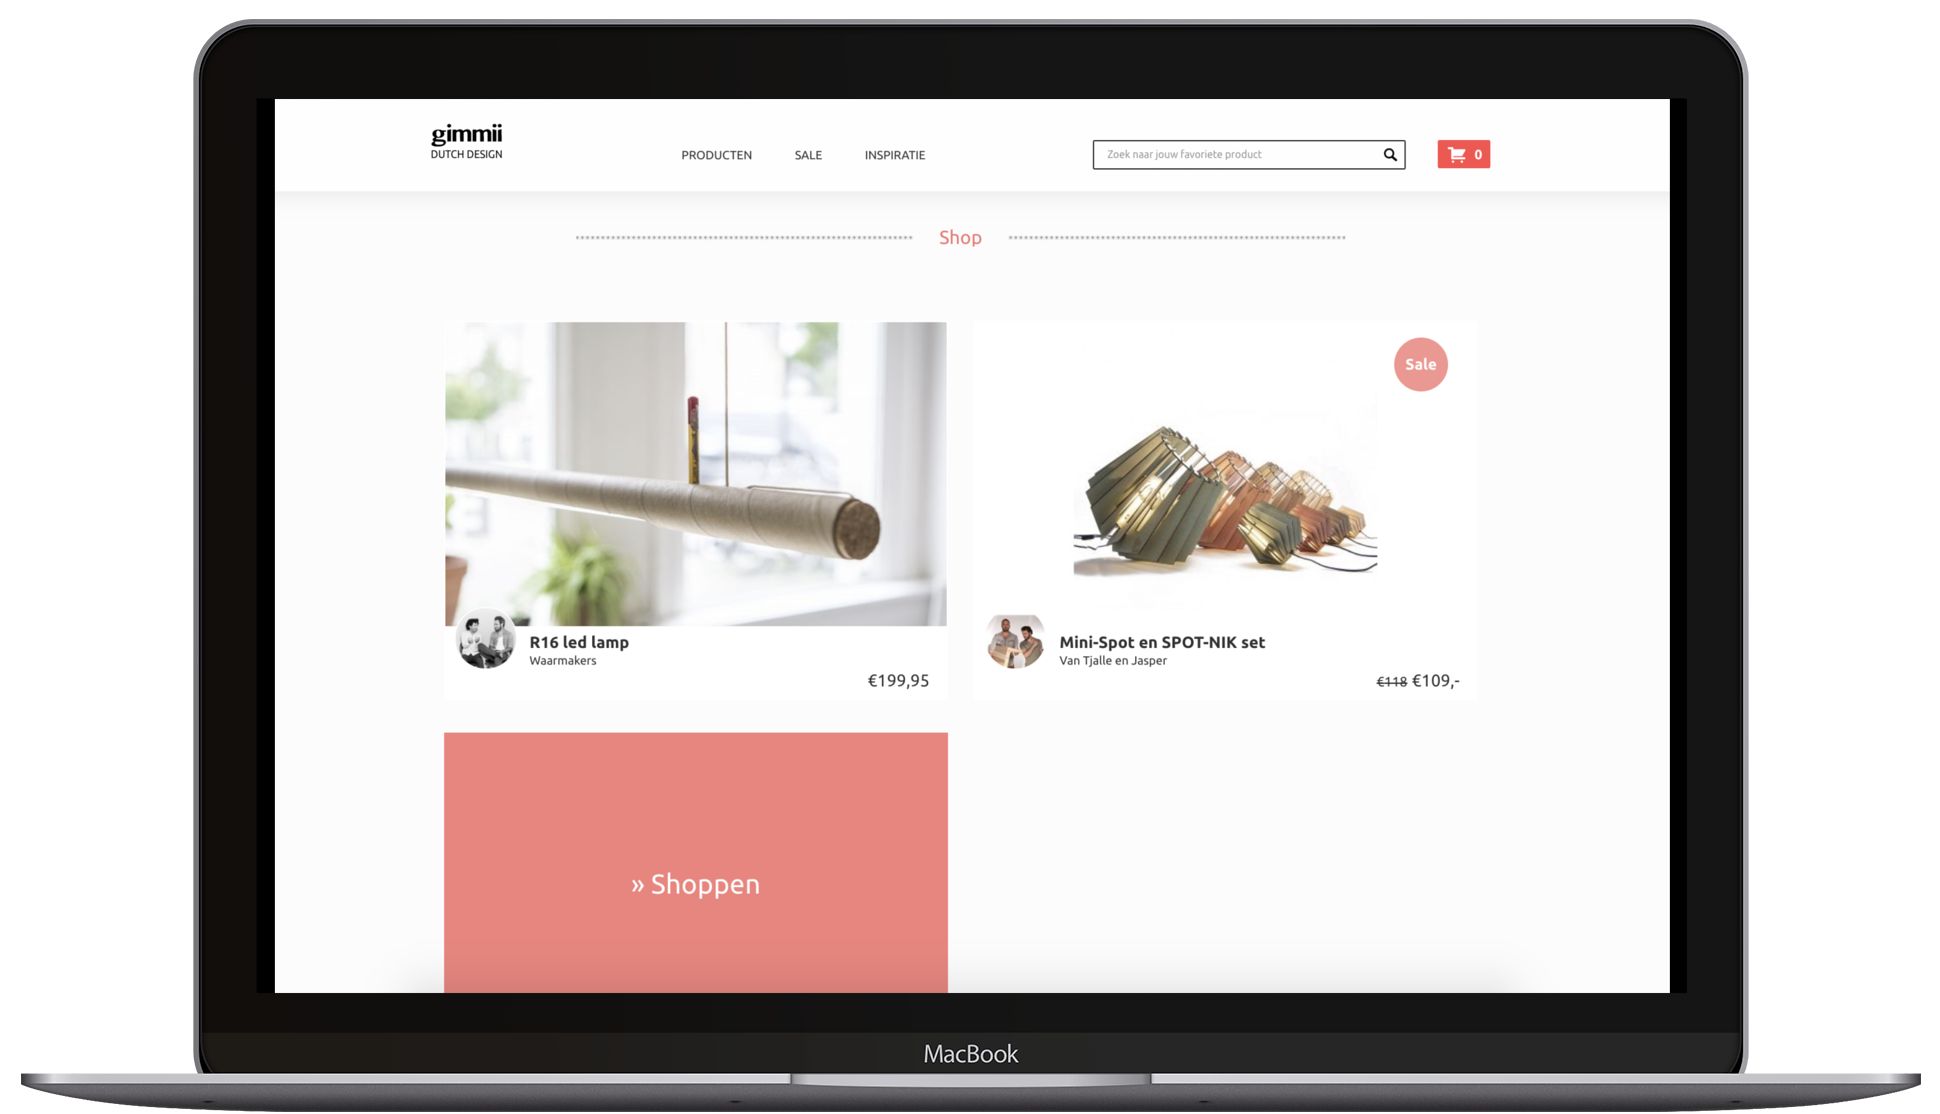 gimmii
DUTCH DESIGN
PRODUCTEN SALE INSPIRATIE
Zoek naar jouw favoriete product
0
Shop
Sale
R16 led lamp
Waarmakers
€199,95
Mini-Spot en SPOT-NIK set
Van Tjalle en Jasper
€118 €109,-
» Shoppen
MacBook